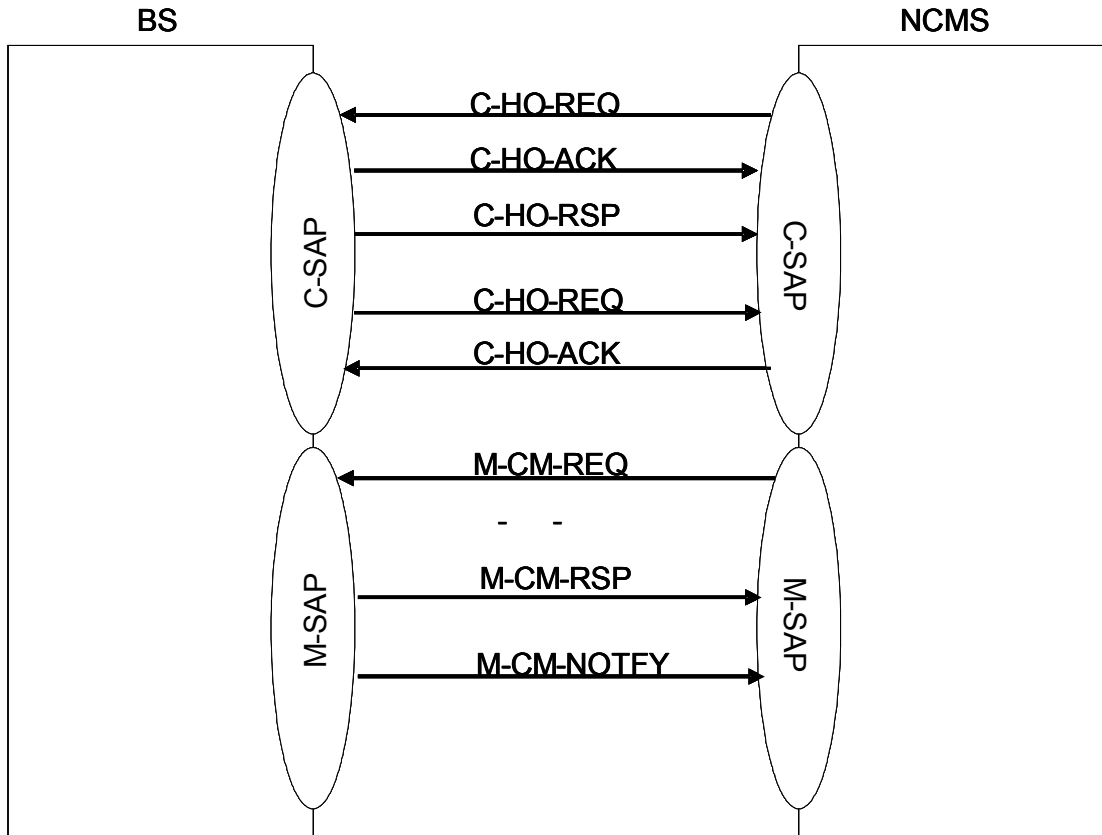 BS
NCMS
C-HO-REQ
C-HO-ACK
C-HO-RSP
C-SAP
C-SAP
C-HO-REQ
C-HO-ACK
M-CM-REQ
- -
M-CM-RSP
M-SAP
M-SAP
M-CM-NOTFY